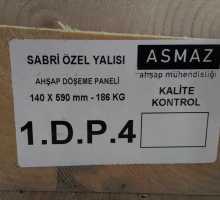 SABRİ ÖZEL YALISI
AHŞAP DÖŞEME PANELİ
140 X 590 mm - 186 KG
1.D.P.4
ASMAZ
ahşap mühendisliği
KALİTE
KONTROL